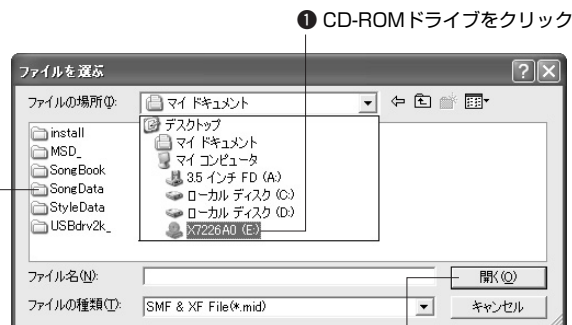 ❶ CD-ROMドライブをクリック
ファイルを選ぶ
ファイルの場所(I):
マイ ドキュメント
install
MSD_
SongBook
SongData
StyleData
USBdrv2k_
デスクトップ
マイ ドキュメント
マイ コンピュータ
3.5 インチ FD (A:)
ローカル ディスク (C:)
ローカル ディスク (D:)
X7226A0 (E:)
ファイル名(N):
開く(O)
ファイルの種類(T):
SMF & XF File(*.mid)
キャンセル